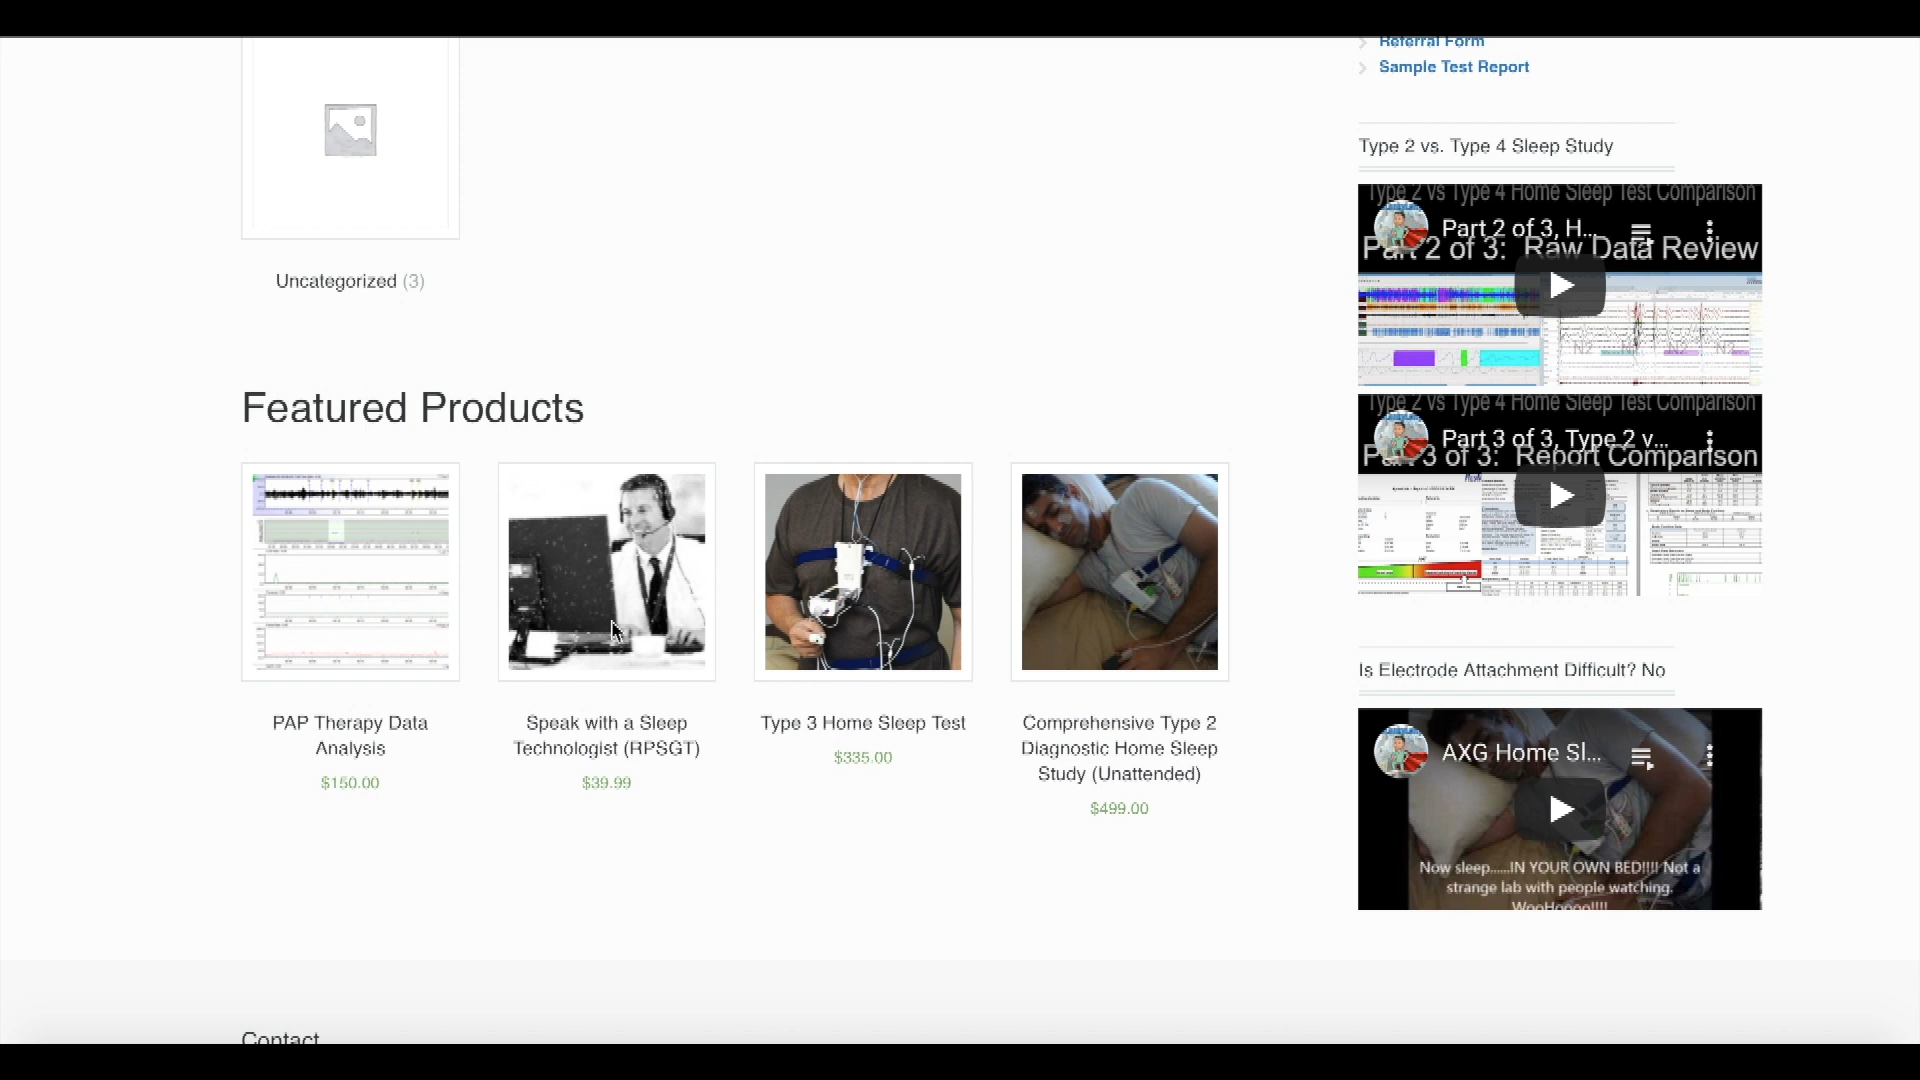 Referral Form
Sample Test Report
Type 2 vs. Type 4 Sleep Study
Type 2 vs Type 4 Home Sleep Test Comparison
Part 2 of 3, H...
Part 2 of 3: Raw Data Review
N2
Uncategorized (3)
Type 2 vs Type 4 Home Sleep Test Comparison
Part 3 of 3, Type 2 v...
Part 3 of 3: Report Comparison
Featured Products
PAP Therapy Data
Analysis
$150.00
Speak with a Sleep
Technologist (RPSGT)
$39.99
Type 3 Home Sleep Test
$335.00
Comprehensive Type 2
Diagnostic Home Sleep
Study (Unattended)
$499.00
Is Electrode Attachment Difficult? No
AXG Home Sl...
Now sleep......IN YOUR OWN BED!!!! Not a
strange lab with people watching.
WooHoooo!!!!
Contact